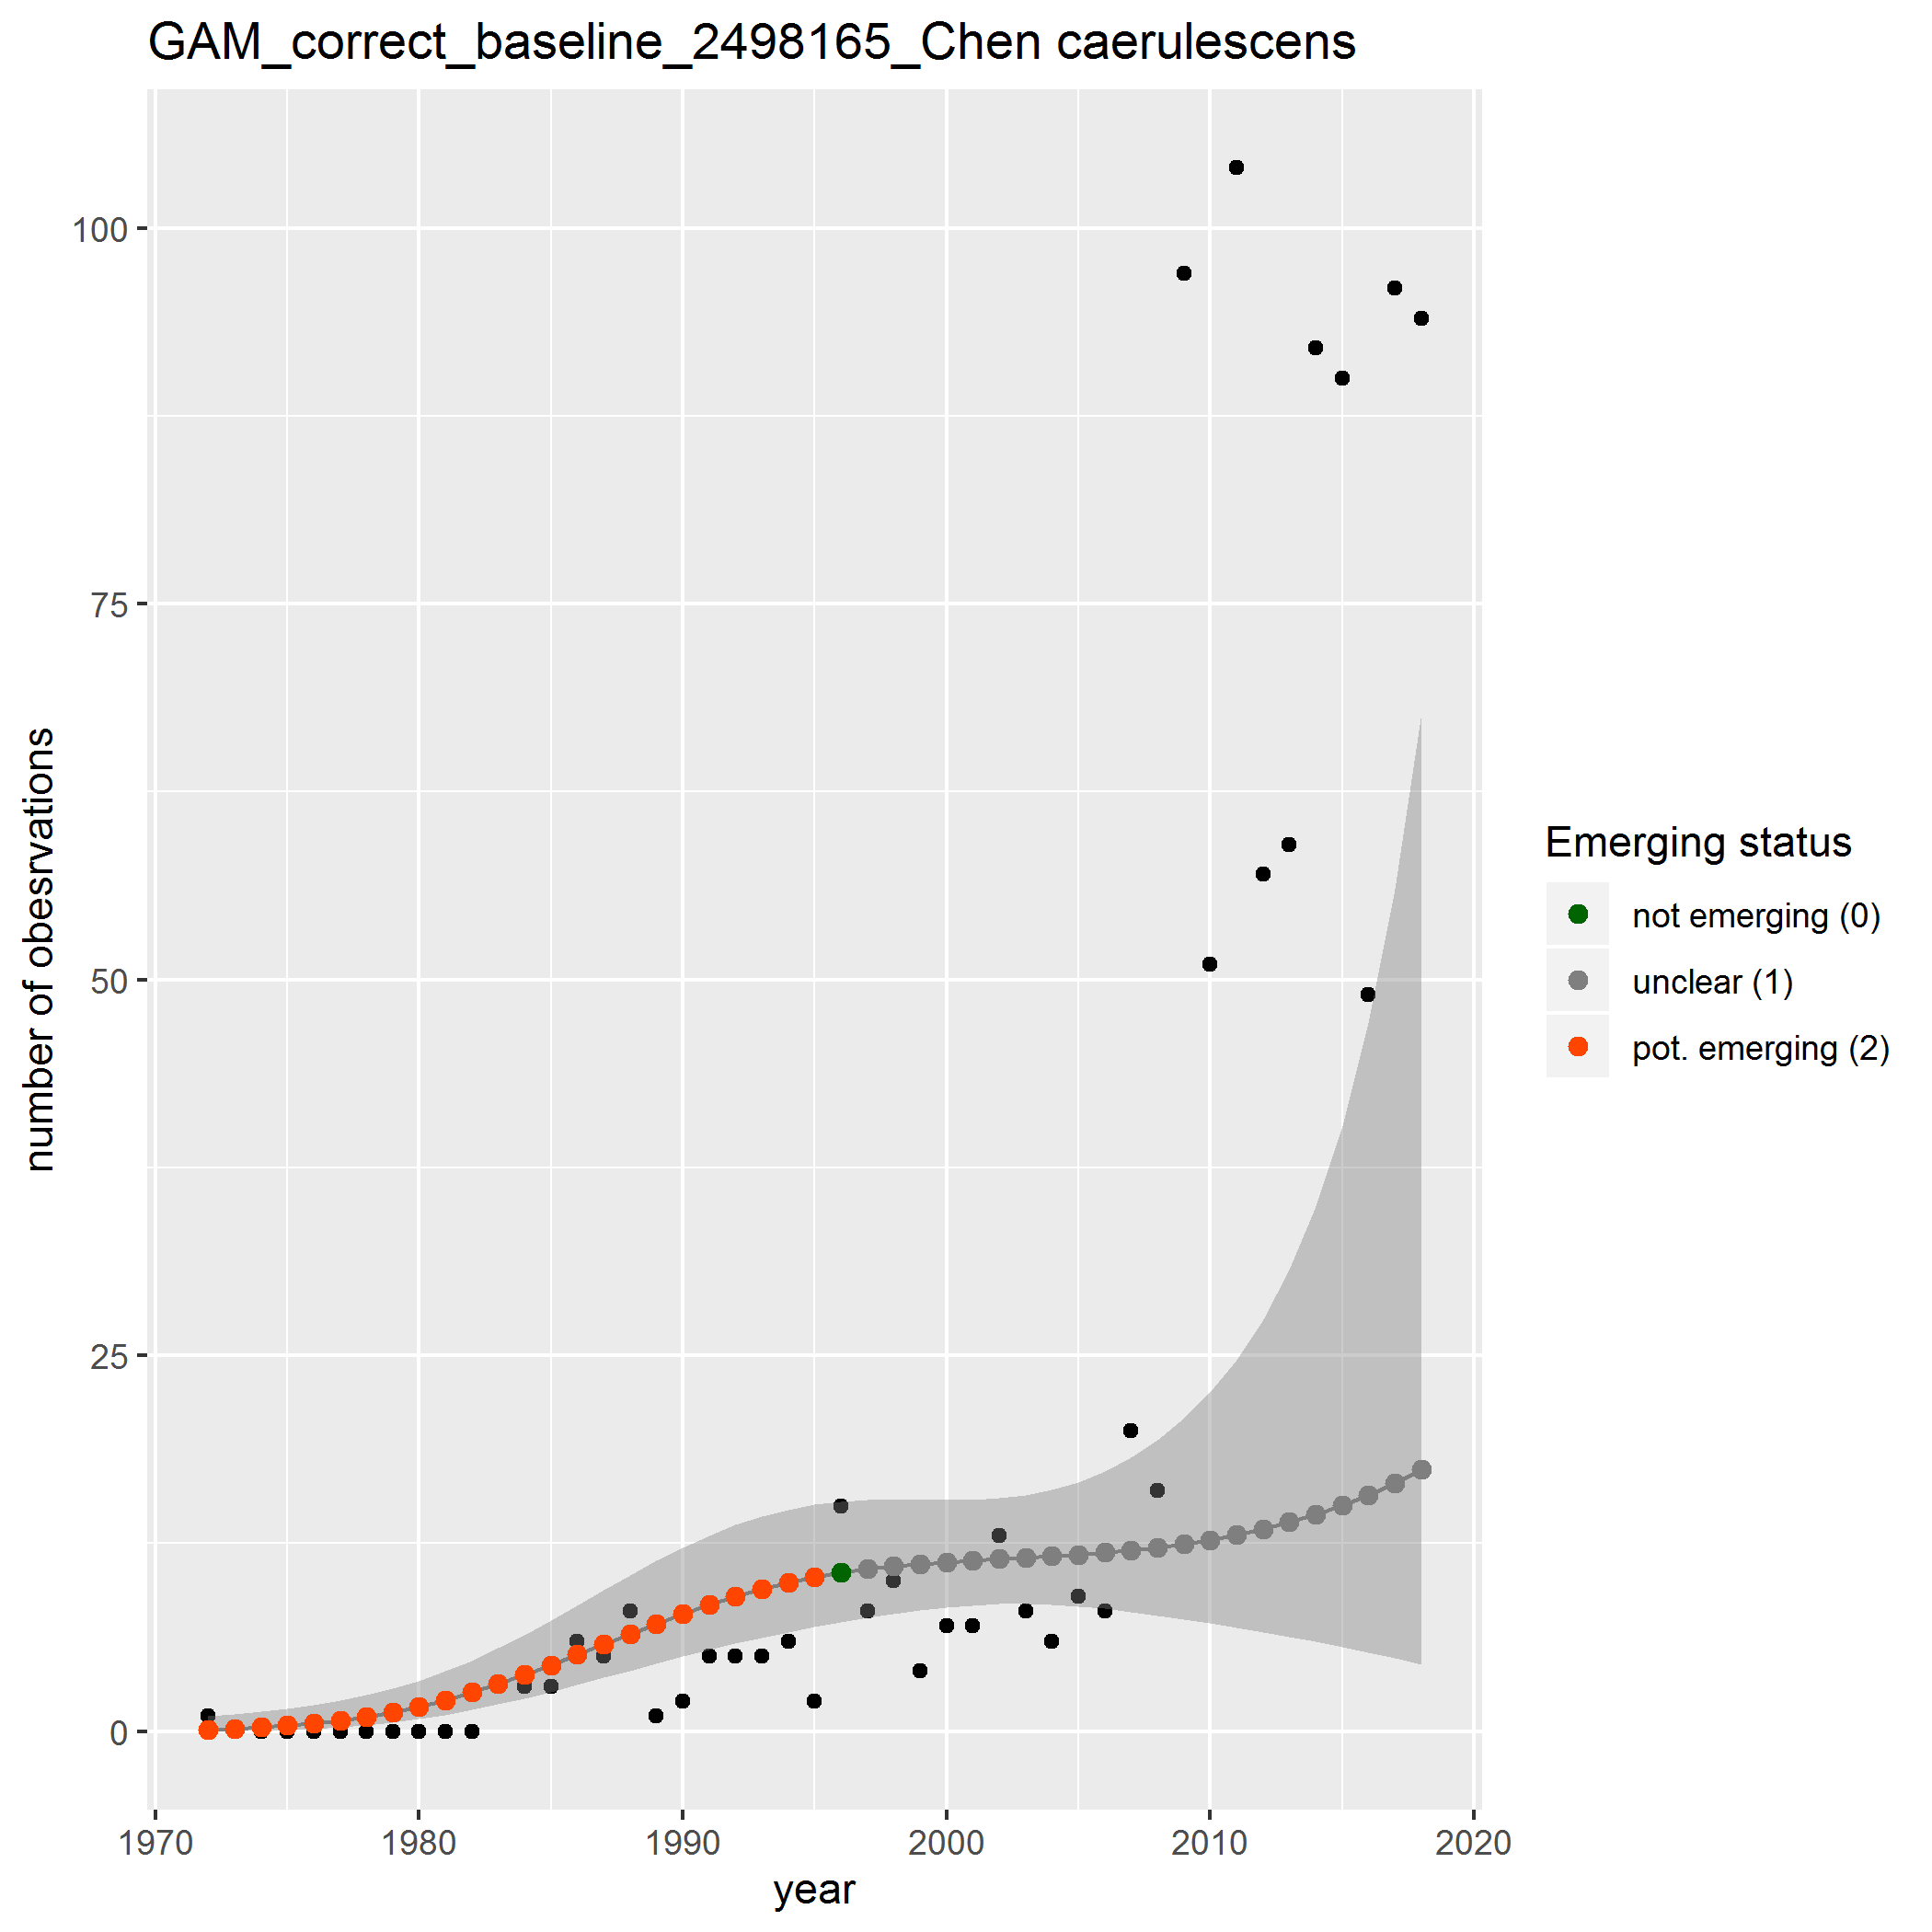 GAM_correct_baseline_2498165_Chen caerulescens
100
75
50
25
0
number of obesrvations
1970 1980 1990 2000 2010 2020
year
Emerging status
not emerging (0)
unclear (1)
pot. emerging (2)